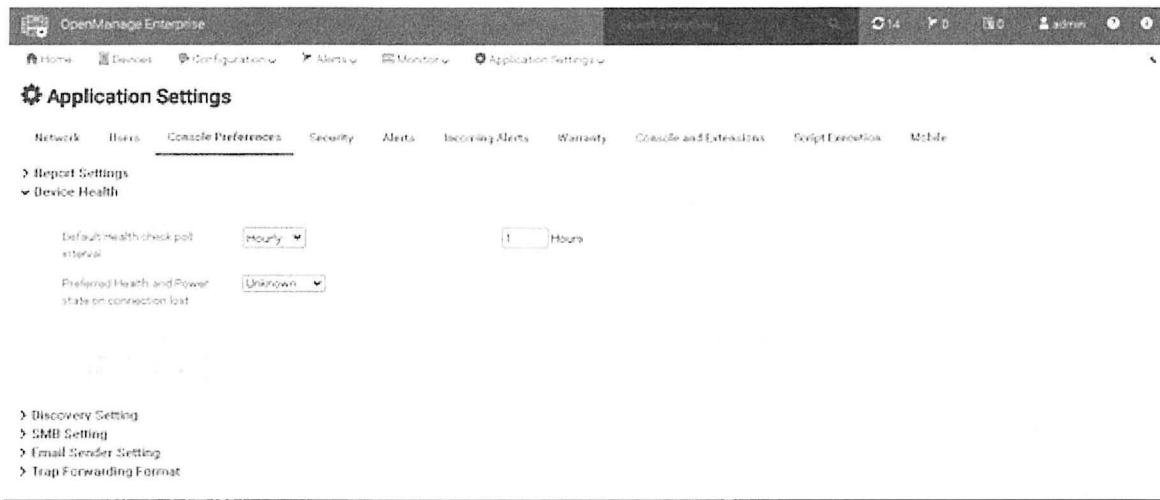 OpenManage Enterprise 14 0 0 admin
Home Devices Configuration Alerts Monitor Application Settings
Application Settings
Network Users Console Preferences Security Alerts Incoming Alerts Warranty Console and Extensions Script Execution Mobile
Report Settings
Device Health
Default Health check poll Hourly 1 Hours
interval
Preferred Health and Power Unknown
state on connection lost
Discovery Setting
SMB Setting
Email Sender Setting
Trap Forwarding Format